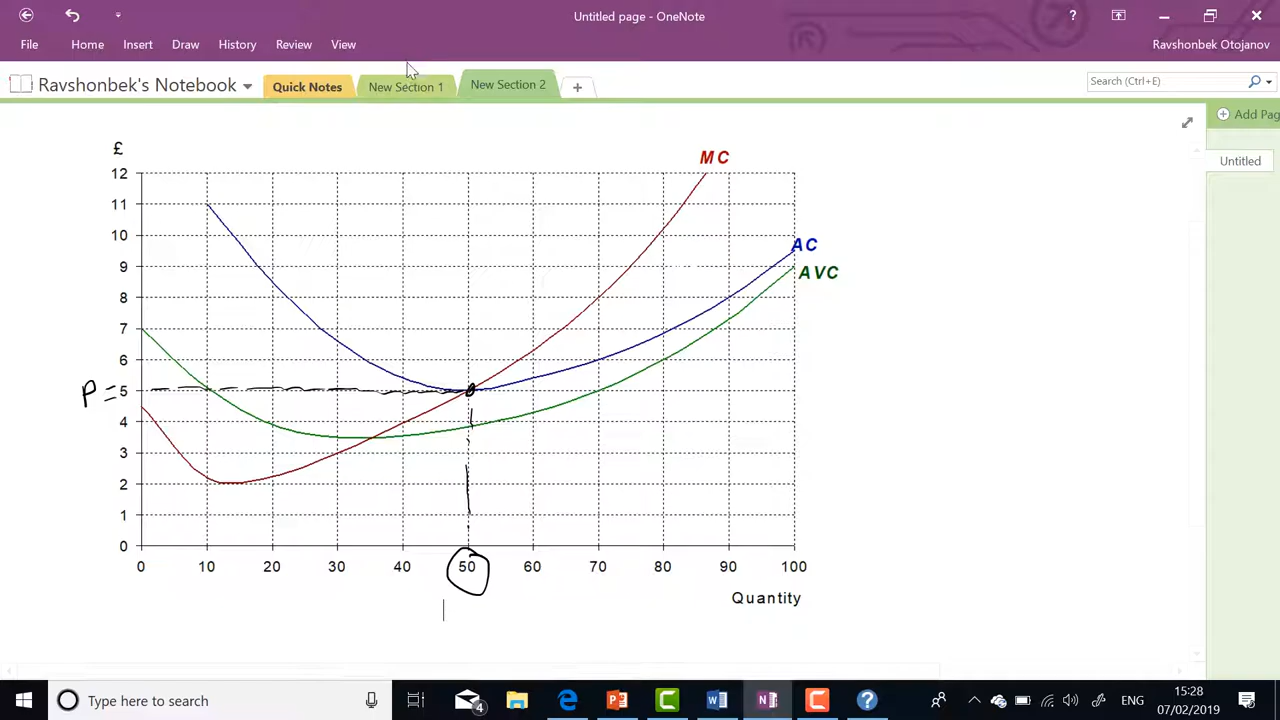 Untitled page - OneNote
?
File Home Insert Draw History Review View
Ravshonbek Otojanov
Ravshonbek's Notebook Quick Notes New Section 1 New Section 2 +
Search (Ctrl+E)
Add Pag
Untitled
£
MC
12
11
10
AC
9
AVC
8
7
6
P = 5
4
3
2
1
0
0 10 20 30 40 50 60 70 80 90 100
Quantity
Type here to search
4
ENG
15:28
07/02/2019